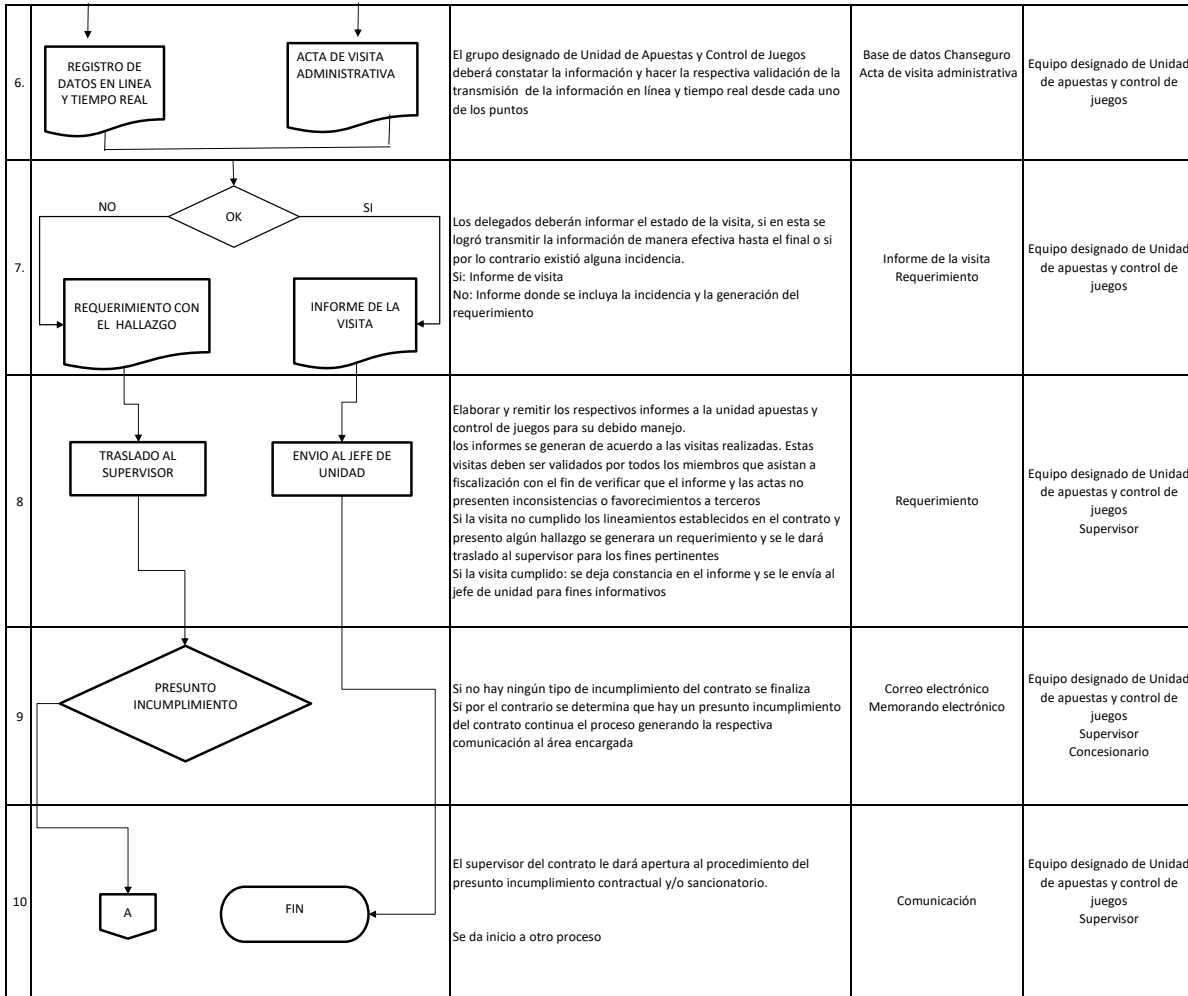 6.
REGISTRO DE
DATOS EN LINEA
Y TIEMPO REAL
ACTA DE VISITA
ADMINISTRATIVA
El grupo designado de Unidad de Apuestas y Control de Juegos
deberá constatar la información y hacer la respectiva validación de la
transmisión de la información en línea y tiempo real desde cada uno
de los puntos
Base de datos Chanseguro
Acta de visita administrativa
Equipo designado de Unidad
de apuestas y control de
juegos
7.
NO
OK
SI
REQUERIMIENTO CON
EL HALLAZGO
INFORME DE LA
VISITA
Los delegados deberán informar el estado de la visita, si en esta se
logró transmitir la información de manera efectiva hasta el final o si
por lo contrario existió alguna incidencia.
Si: Informe de visita
No: Informe donde se incluya la incidencia y la generación del
requerimiento
Informe de la visita
Requerimiento
Equipo designado de Unidad
de apuestas y control de
juegos
8
TRASLADO AL
SUPERVISOR
ENVIO AL JEFE DE
UNIDAD
Elaborar y remitir los respectivos informes a la unidad apuestas y
control de juegos para su debido manejo.
los informes se generan de acuerdo a las visitas realizadas. Estas
visitas deben ser validados por todos los miembros que asistan a
fiscalización con el fin de verificar que el informe y las actas no
presenten inconsistencias o favorecimientos a terceros
Si la visita no cumplido los lineamientos establecidos en el contrato y
presento algún hallazgo se generara un requerimiento y se le dará
traslado al supervisor para los fines pertinentes
Si la visita cumplido: se deja constancia en el informe y se le envía al
jefe de unidad para fines informativos
Requerimiento
Equipo designado de Unidad
de apuestas y control de
juegos
Supervisor
9
PRESUNTO
INCUMPLIMIENTO
Si no hay ningún tipo de incumplimiento del contrato se finaliza
Si por el contrario se determina que hay un presunto incumplimiento
del contrato continua el proceso generando la respectiva
comunicación al área encargada
Correo electrónico
Memorando electrónico
Equipo designado de Unidad
de apuestas y control de
juegos
Supervisor
Concesionario
10
A
FIN
El supervisor del contrato le dará apertura al procedimiento del
presunto incumplimiento contractual y/o sancionatorio.
Se da inicio a otro proceso
Comunicación
Equipo designado de Unidad
de apuestas y control de
juegos
Supervisor